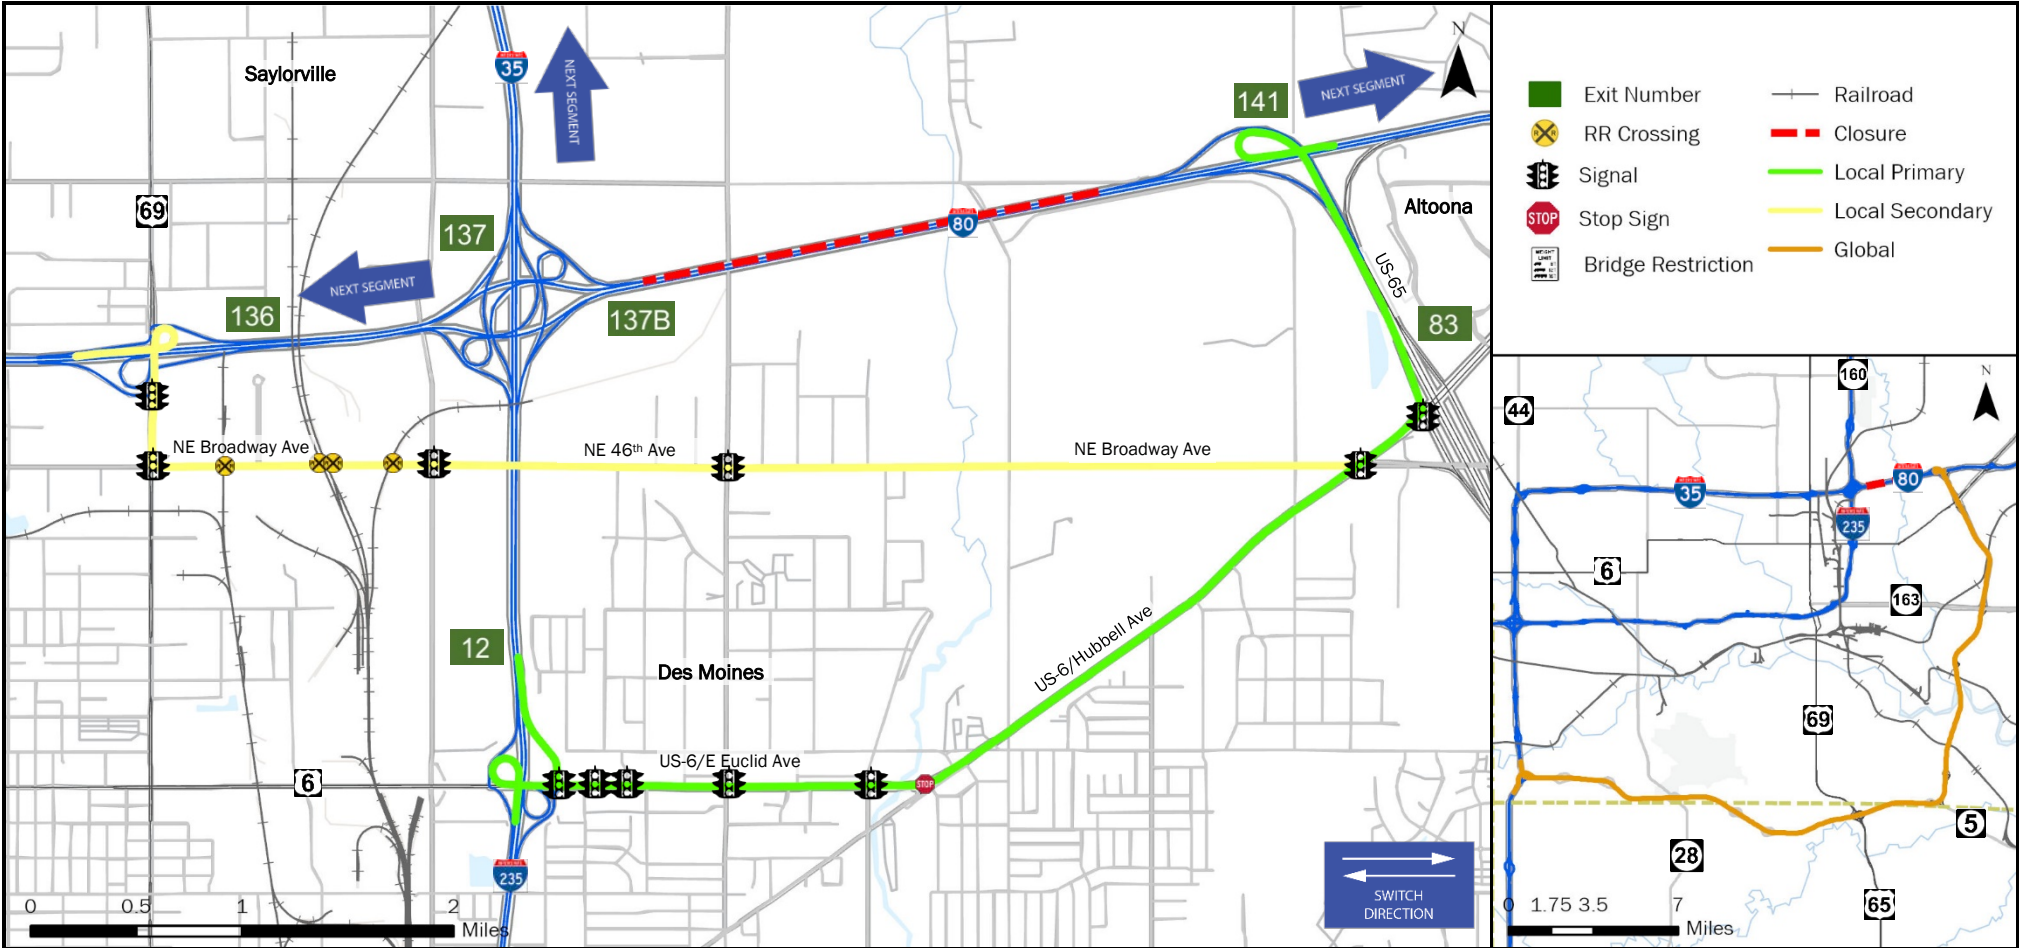 Saylorville
35
NEXT SEGMENT
141
NEXT SEGMENT
N
69
137
80
Altoona
NEXT SEGMENT
136
137B
US-65
83
NE Broadway Ave
NE 46th Ave
NE Broadway Ave
12
Des Moines
US-6/Hubbell Ave
6
US-6/E Euclid Ave
STOP
235
0 0.5 1 2
Miles
SWITCH
DIRECTION
Exit Number
RR Crossing
Signal
STOP
Stop Sign
WEIGHT
LIMIT
Bridge Restriction
Railroad
Closure
Local Primary
Local Secondary
Global
160
N
44
35
80
235
6
163
69
5
28
65
0 1.75 3.5 7
Miles